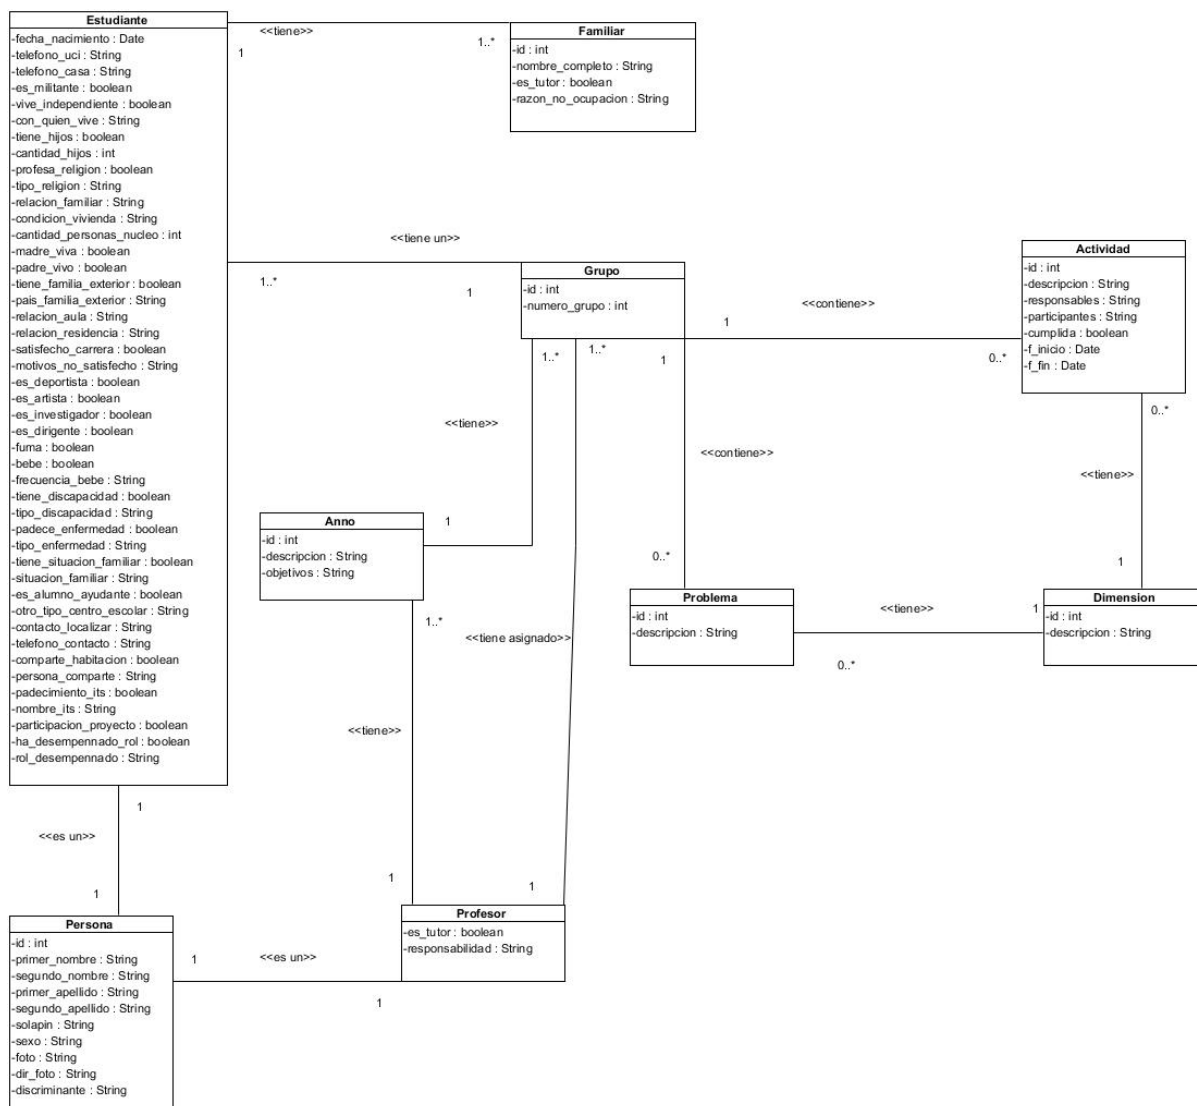 Estudiante
-fecha_nacimiento : Date
-telefono_uci : String
-telefono_casa : String
-es_militante : boolean
-vive_independiente : boolean
-con_quien_vive : String
-tiene_hijos : boolean
-cantidad_hijos : int
-profesa_religion : boolean
-tipo_religion : String
-relacion_familiar : String
-condicion_vivienda : String
-cantidad_personas_nucleo : int
-madre_viva : boolean
-padre_vivo : boolean
-tiene_familia_exterior : boolean
-pais_familia_exterior : String
-relacion_aula : String
-relacion_residencia : String
-satisfecho_carrera : boolean
-motivos_no_satisfecho : String
-es_deportista : boolean
-es_artista : boolean
-es_investigador : boolean
-es_dirigente : boolean
-fuma : boolean
-bebe : boolean
-frecuencia_bebe : String
-tiene_discapacidad : boolean
-tipo_discapacidad : String
-padece_enfermedad : boolean
-tipo_enfermedad : String
-tiene_situacion_familiar : boolean
-situacion_familiar : String
-es_alumno_ayudante : boolean
-otro_tipo_centro_escolar : String
-contacto_localizar : String
-telefono_contacto : String
-comparte_habitacion : boolean
-persona_comparte : String
-padecimiento_its : boolean
-nombre_its : String
-participacion_proyecto : boolean
-ha_desempennado_rol : boolean
-rol_desempennado : String
<<tiene>>
1
1..*
Familiar
-id : int
-nombre_completo : String
-es_tutor : boolean
-razon_no_ocupacion : String
<<tiene un>>
1..*
1
Grupo
-id : int
-numero_grupo : int
<<contiene>>
1
0..*
Actividad
-id : int
-descripcion : String
-responsables : String
-participantes : String
-cumplida : boolean
-f_inicio : Date
-f_fin : Date
1..*
1..*
1
0..*
<<tiene>>
<<contiene>>
<<tiene>>
1
0..*
1
Anno
-id : int
-descripcion : String
-objetivos : String
Problema
-id : int
-descripcion : String
<<tiene>>
1
0..*
Dimension
-id : int
-descripcion : String
1..*
<<tiene asignado>>
<<tiene>>
1
1
1
<<es un>>
1
Persona
-id : int
-primer_nombre : String
-segundo_nombre : String
-primer_apellido : String
-segundo_apellido : String
-solapin : String
-sexo : String
-foto : String
-dir_foto : String
-discriminante : String
1
<<es un>>
1
Profesor
-es_tutor : boolean
-responsabilidad : String